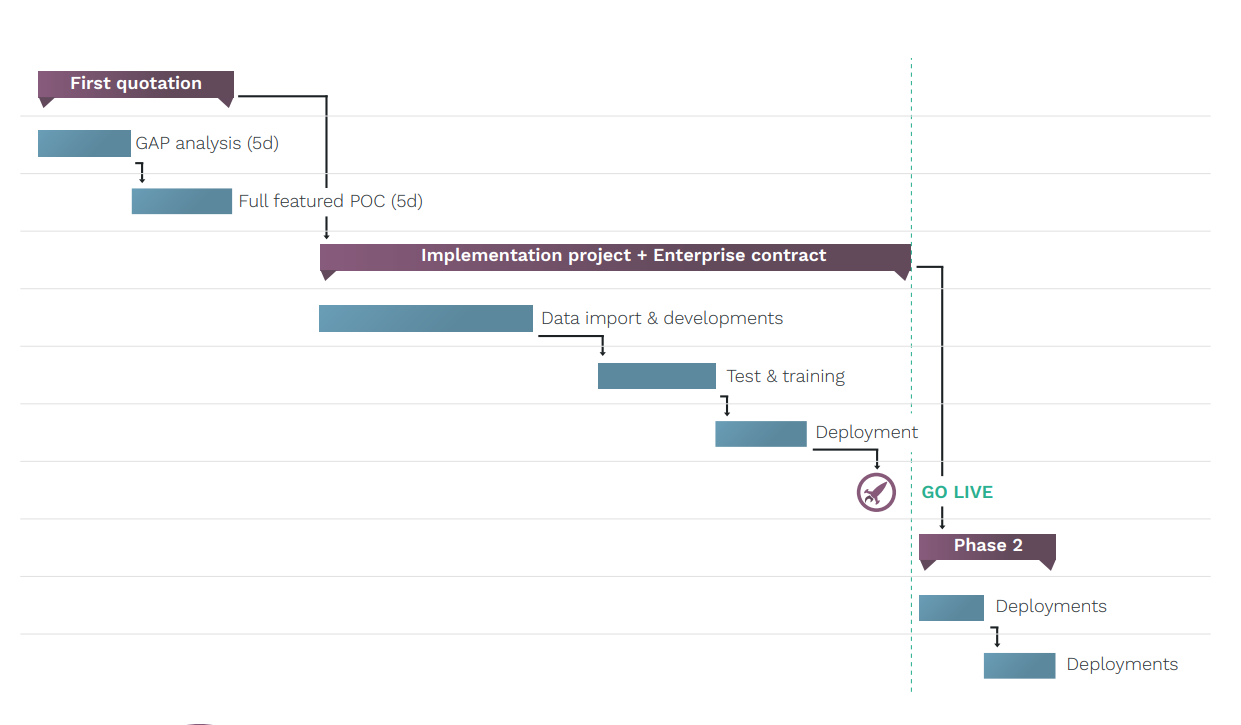 First quotation
GAP analysis (5d)
Full featured POC (5d)
Implementation project + Enterprise contract
Data import & developments
Test & training
Deployment
GO LIVE
Phase 2
Deployments
Deployments